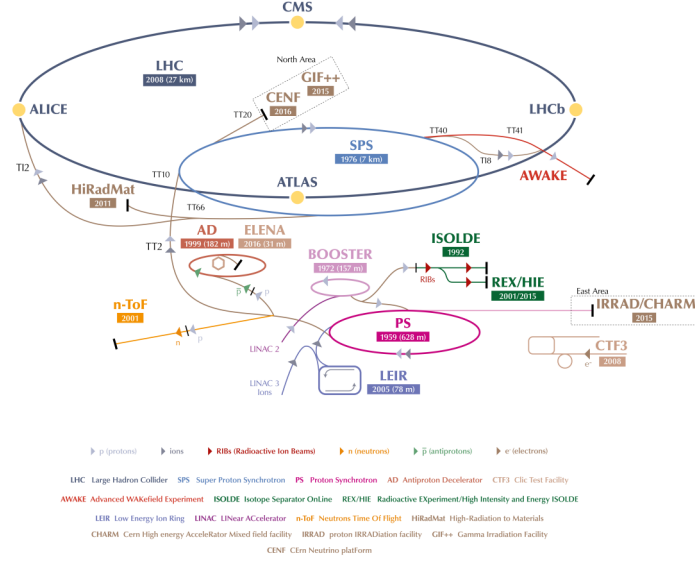 CMS
LHC
2008 (27 km)
North Area
GIF++
2015
CENF
2016
ALICE
LHCb
TT20
TT40
TT41
SPS
1976 (7 km)
TI8
TI2
TT10
AWAKE
HiRadMat
2011
ATLAS
TT66
AD
1999 (182 m)
ELENA
2016 (31 m)
TT2
BOOSTER
1972 (157 m)
ISOLDE
1992
RIBs
REX/HIE
2001/2015
p
p̅
East Area
n-ToF
2001
IRRAD/CHARM
2015
PS
1959 (628 m)
n
p
LINAC 2
CTF3
2008
e-
LINAC 3
Ions
LEIR
2005 (78 m)
p (protons)
ions
RIBs (Radioactive Ion Beams)
n (neutrons)
p̅ (antiprotons)
e- (electrons)
LHC Large Hadron Collider SPS Super Proton Synchrotron PS Proton Synchrotron AD Antiproton Decelerator CTF3 Clic Test Facility
AWAKE Advanced WAKefield Experiment ISOLDE Isotope Separator OnLine REX/HIE Radioactive EXperiment/High Intensity and Energy ISOLDE
LEIR Low Energy Ion Ring LINAC LINear ACcelerator n-ToF Neutrons Time Of Flight HiRadMat High-Radiation to Materials
CHARM Cern High energy AcceleRator Mixed field facility IRRAD proton IRRADiation facility GIF++ Gamma Irradiation Facility
CENF CErn Neutrino platForm